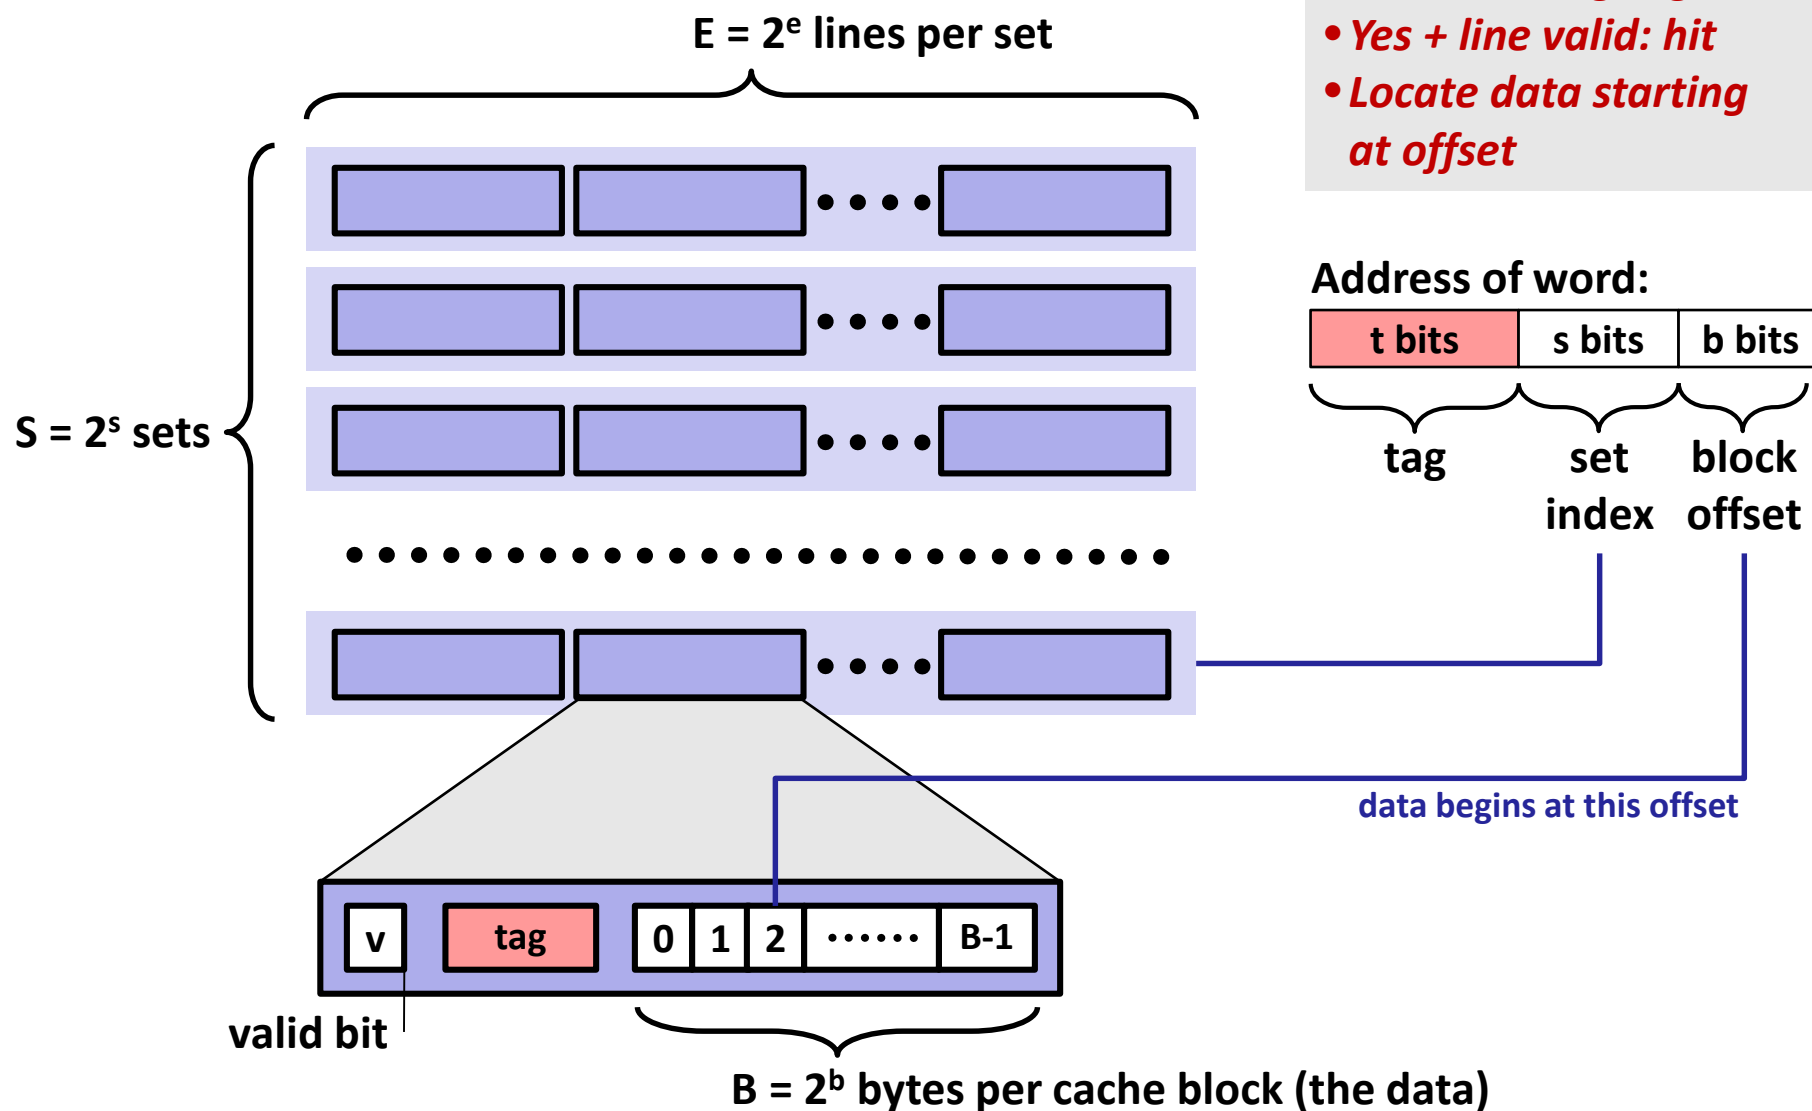 E = 2ᵉ lines per set
• Yes + line valid: hit
• Locate data starting
at offset
Address of word:
t bits s bits b bits
tag set block
index offset
S = 2ˢ sets
data begins at this offset
v tag 0 1 2 ······ B-1
valid bit
B = 2ᵇ bytes per cache block (the data)